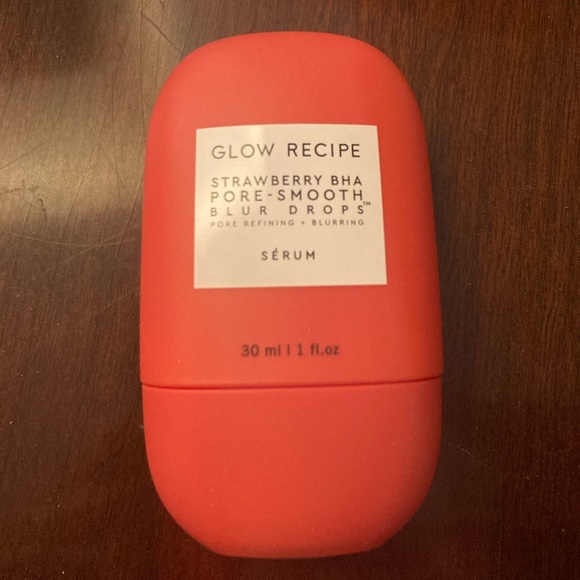 GLOW RECIPE
STRAWBERRY BHA
PORE-SMOOTH
BLUR DROPS™
PORE REFINING + BLURRING
SÉRUM
30 ml | 1 fl.oz